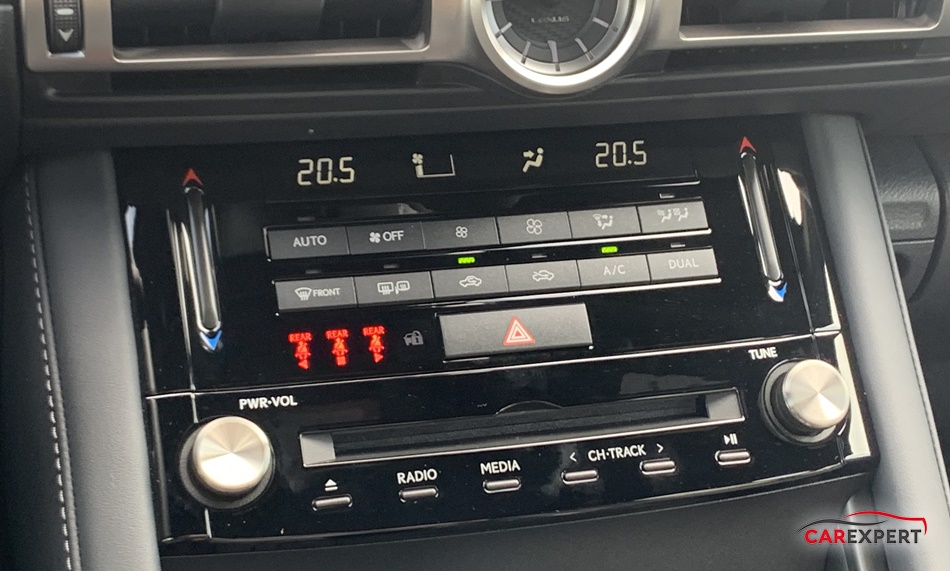 LEXUS
20.5 20.5
AUTO OFF
FRONT A/C DUAL
REAR REAR REAR
PWR•VOL TUNE
RADIO MEDIA < CH•TRACK >
CAREXPERT